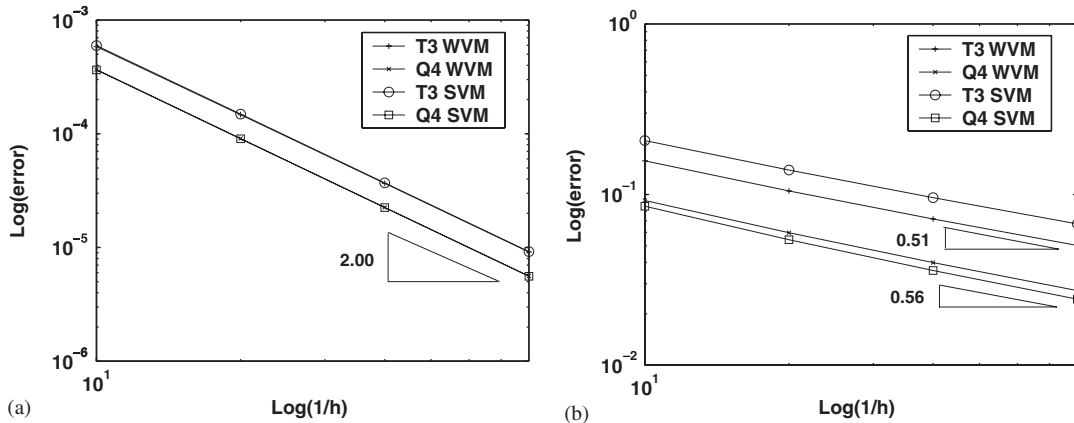 10^-3
10^-4
10^-5
10^-6
Log(error)
T3 WVM
Q4 WVM
T3 SVM
Q4 SVM
2.00
10^1
Log(1/h)
(a)
10^0
10^-1
10^-2
Log(error)
T3 WVM
Q4 WVM
T3 SVM
Q4 SVM
0.51
0.56
10^1
Log(1/h)
(b)